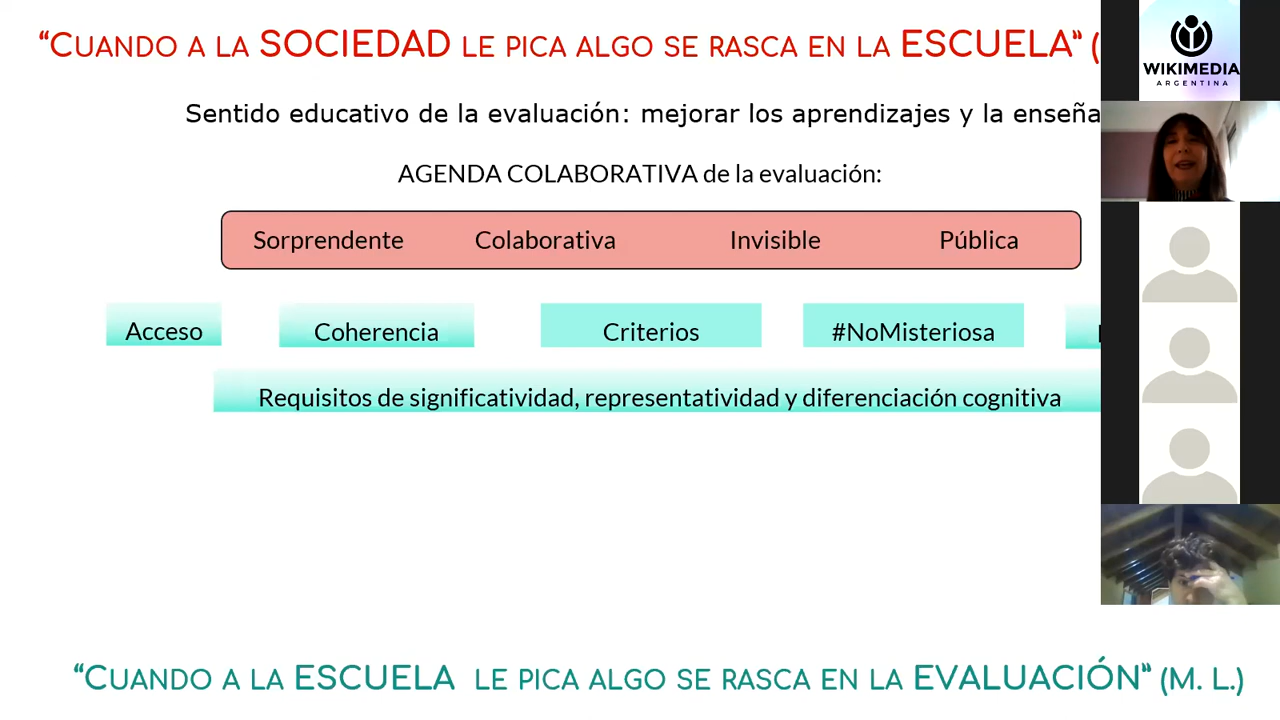 “CUANDO A LA SOCIEDAD LE PICA ALGO SE RASCA EN LA ESCUELA” (
WIKIMEDIA
ARGENTINA
Sentido educativo de la evaluación: mejorar los aprendizajes y la enseña
AGENDA COLABORATIVA de la evaluación:
Sorprendente Colaborativa Invisible Pública
Acceso Coherencia Criterios #NoMisteriosa
Requisitos de significatividad, representatividad y diferenciación cognitiva
“CUANDO A LA ESCUELA LE PICA ALGO SE RASCA EN LA EVALUACIÓN” (M. L.)